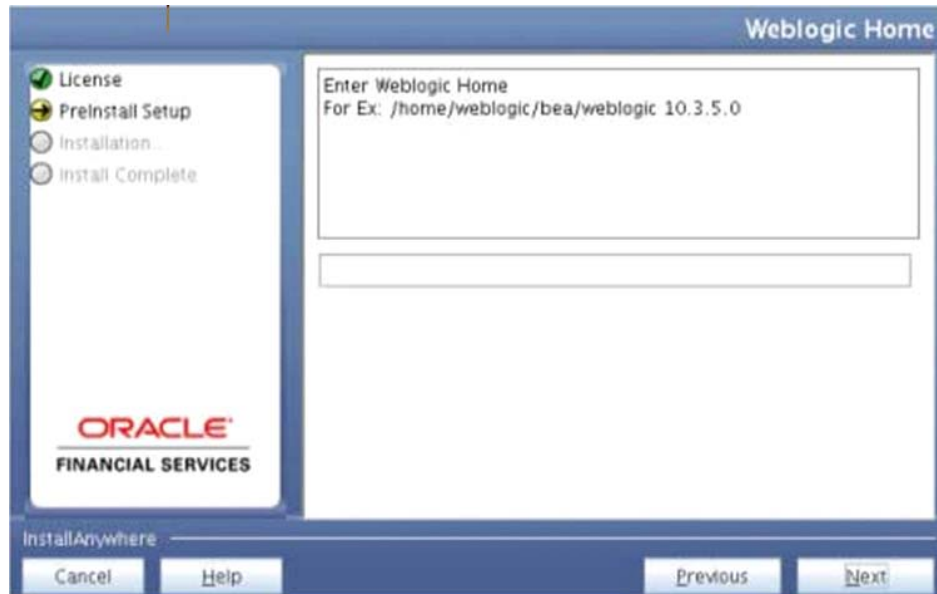 Weblogic Home
License
PreInstall Setup
Installation...
Install Complete
Enter Weblogic Home
For Ex: /home/weblogic/bea/weblogic 10.3.5.0
ORACLE
FINANCIAL SERVICES
InstallAnywhere
Cancel
Help
Previous
Next